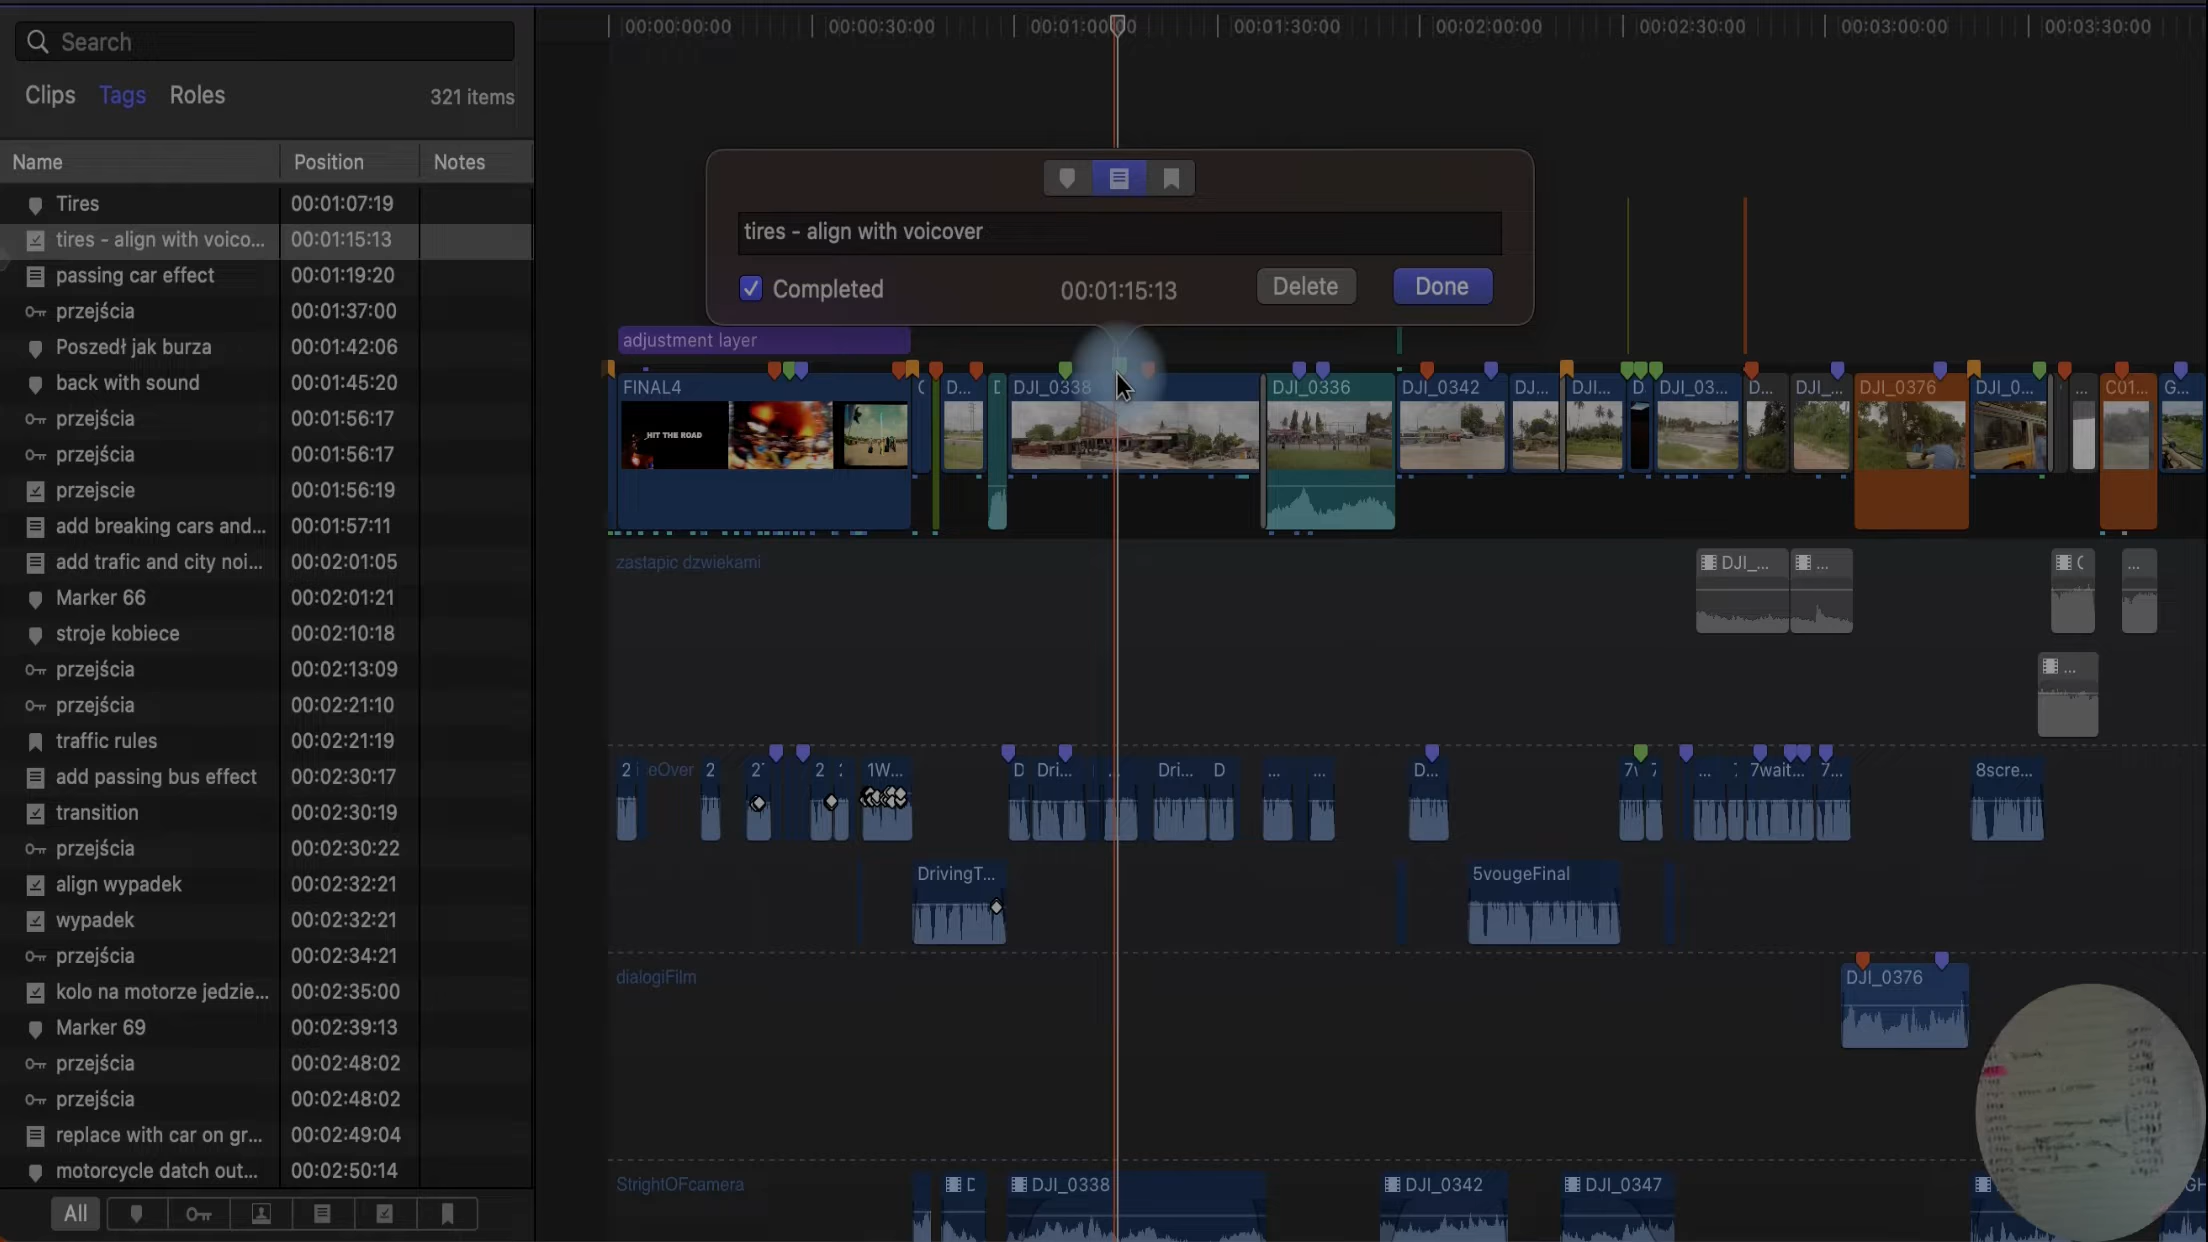 Search
Clips Tags Roles 321 items
Name Position Notes
Tires 00:01:07:19
tires - align with voico... 00:01:15:13
passing car effect 00:01:19:20
przejścia 00:01:37:00
Poszedł jak burza 00:01:42:06
back with sound 00:01:45:20
przejścia 00:01:56:17
przejścia 00:01:56:17
przejscie 00:01:56:19
add breaking cars and... 00:01:57:11
add trafic and city noi... 00:02:01:05
Marker 66 00:02:01:21
stroje kobiece 00:02:10:18
przejścia 00:02:13:09
przejścia 00:02:21:10
traffic rules 00:02:21:19
add passing bus effect 00:02:30:17
transition 00:02:30:19
przejścia 00:02:30:22
align wypadek 00:02:32:21
wypadek 00:02:32:21
przejścia 00:02:34:21
kolo na motorze jedzie... 00:02:35:00
Marker 69 00:02:39:13
przejścia 00:02:48:02
przejścia 00:02:48:02
replace with car on gr... 00:02:49:04
motorcycle datch out... 00:02:50:14
All
00:00:00:00 00:00:30:00 00:01:00:00 00:01:30:00 00:02:00:00 00:02:30:00 00:03:00:00 00:03:30:00
tires - align with voicover
Completed 00:01:15:13 Delete Done
adjustment layer
FINAL4 D... DJI_0338 DJI_0336 DJI_0342 DJ... DJI... D DJI_03... D... DJI_... DJI_0376 DJI_0... ... C01... G...
HIT THE ROAD
zastapic dzwiekami
DJI_... ... ...
...
2 eOver 2 2 1W... D Dri... ... Dri... D ... ... D... ... 7wait... 7... 8scre...
DrivingT... 5vougeFinal
dialogiFilm
DJI_0376
StrightOFcamera
DJI_0338 DJI_0342 DJI_0347